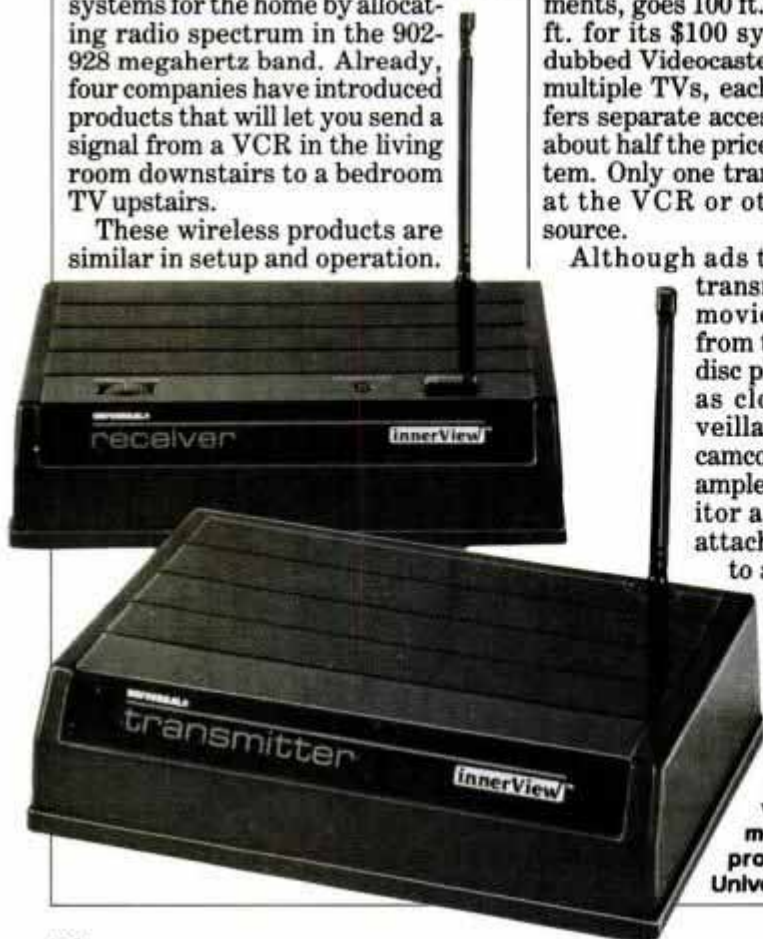 systems for the home by allocat-
ing radio spectrum in the 902-
928 megahertz band. Already,
four companies have introduced
products that will let you send a
signal from a VCR in the living
room downstairs to a bedroom
TV upstairs.
These wireless products are
similar in setup and operation.
ments, goes 100 ft.
ft. for its $100 sy
dubbed Videocaste
multiple TVs, each
fers separate acces
about half the price
tem. Only one tran
at the VCR or ot
source.
Although ads t
transm
movie
from t
disc p
as clo
veilla
camco
ample
itor a
attach
to a
UNIVERSAL
receiver
innerView
UNIVERSAL
transmitter
innerView
m
pro
Unive